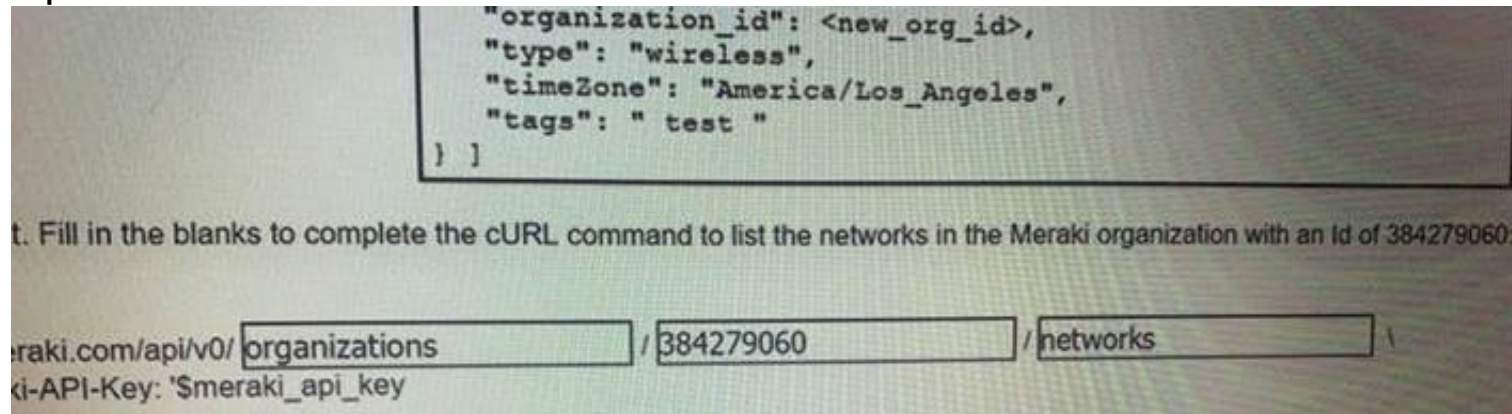 "organization_id": <new_org_id>,
"type": "wireless",
"timeZone": "America/Los_Angeles",
"tags": " test "
} ]
t. Fill in the blanks to complete the cURL command to list the networks in the Meraki organization with an Id of 384279060.
eraki.com/api/v0/ organizations / 384279060 / networks \
ki-API-Key: '$meraki_api_key